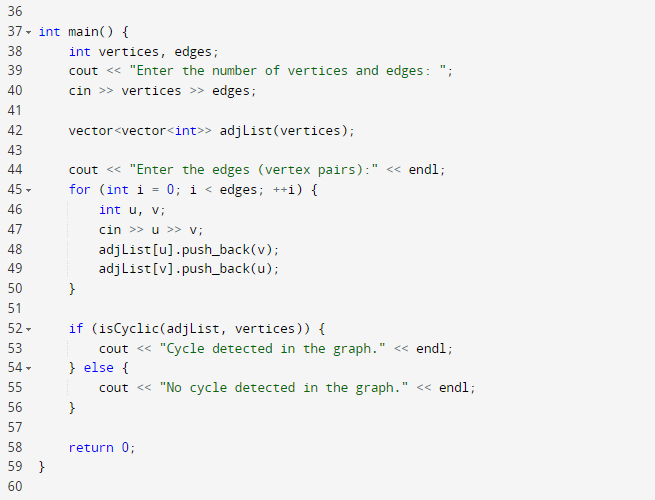 36
37 int main() {
38     int vertices, edges;
39     cout << "Enter the number of vertices and edges: ";
40     cin >> vertices >> edges;
41
42     vector<vector<int>> adjList(vertices);
43
44     cout << "Enter the edges (vertex pairs):" << endl;
45     for (int i = 0; i < edges; ++i) {
46         int u, v;
47         cin >> u >> v;
48         adjList[u].push_back(v);
49         adjList[v].push_back(u);
50     }
51
52     if (isCyclic(adjList, vertices)) {
53         cout << "Cycle detected in the graph." << endl;
54     } else {
55         cout << "No cycle detected in the graph." << endl;
56     }
57
58     return 0;
59 }
60